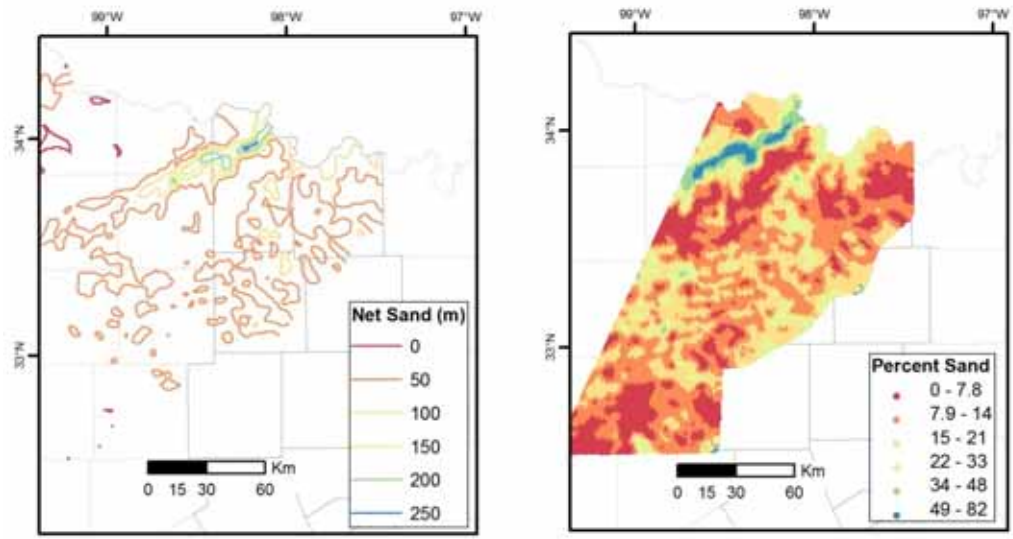 99°W 98°W 97°W
34°N
33°N
Net Sand (m)
0
50
100
150
200
250
Km
0 15 30 60
99°W 98°W 97°W
34°N
33°N
Percent Sand
0 - 7.8
7.9 - 14
15 - 21
22 - 33
34 - 48
49 - 82
Km
0 15 30 60